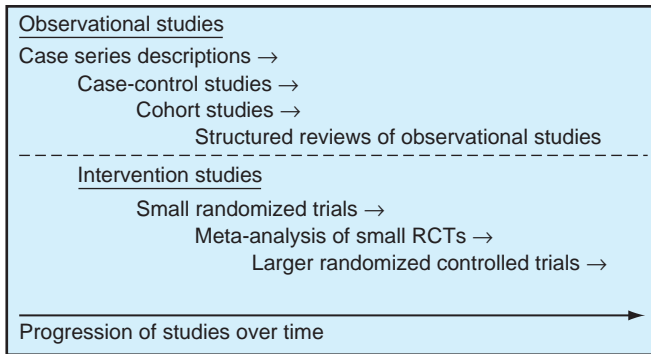 Observational studies
Case series descriptions →
Case-control studies →
Cohort studies →
Structured reviews of observational studies
Intervention studies
Small randomized trials →
Meta-analysis of small RCTs →
Larger randomized controlled trials →
Progression of studies over time